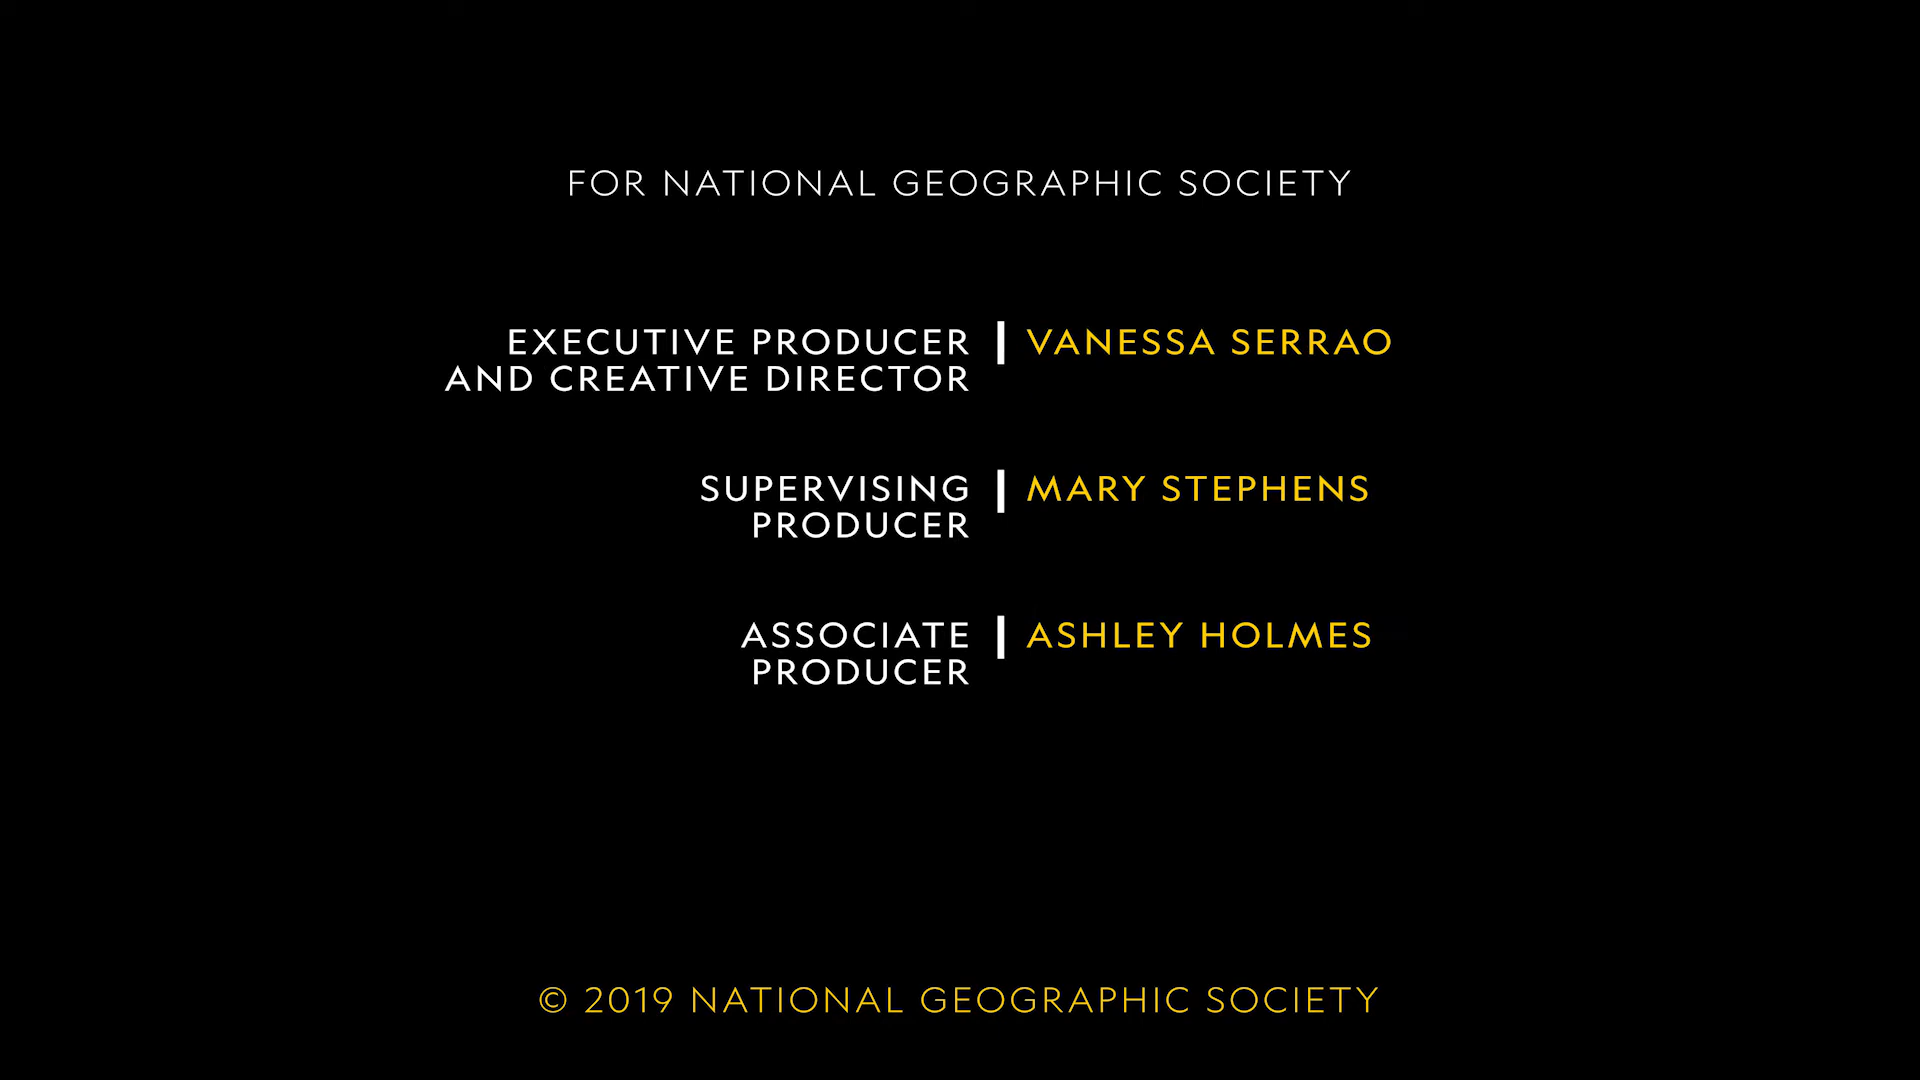 FOR NATIONAL GEOGRAPHIC SOCIETY
EXECUTIVE PRODUCER | VANESSA SERRAO
AND CREATIVE DIRECTOR
SUPERVISING | MARY STEPHENS
PRODUCER
ASSOCIATE | ASHLEY HOLMES
PRODUCER
© 2019 NATIONAL GEOGRAPHIC SOCIETY